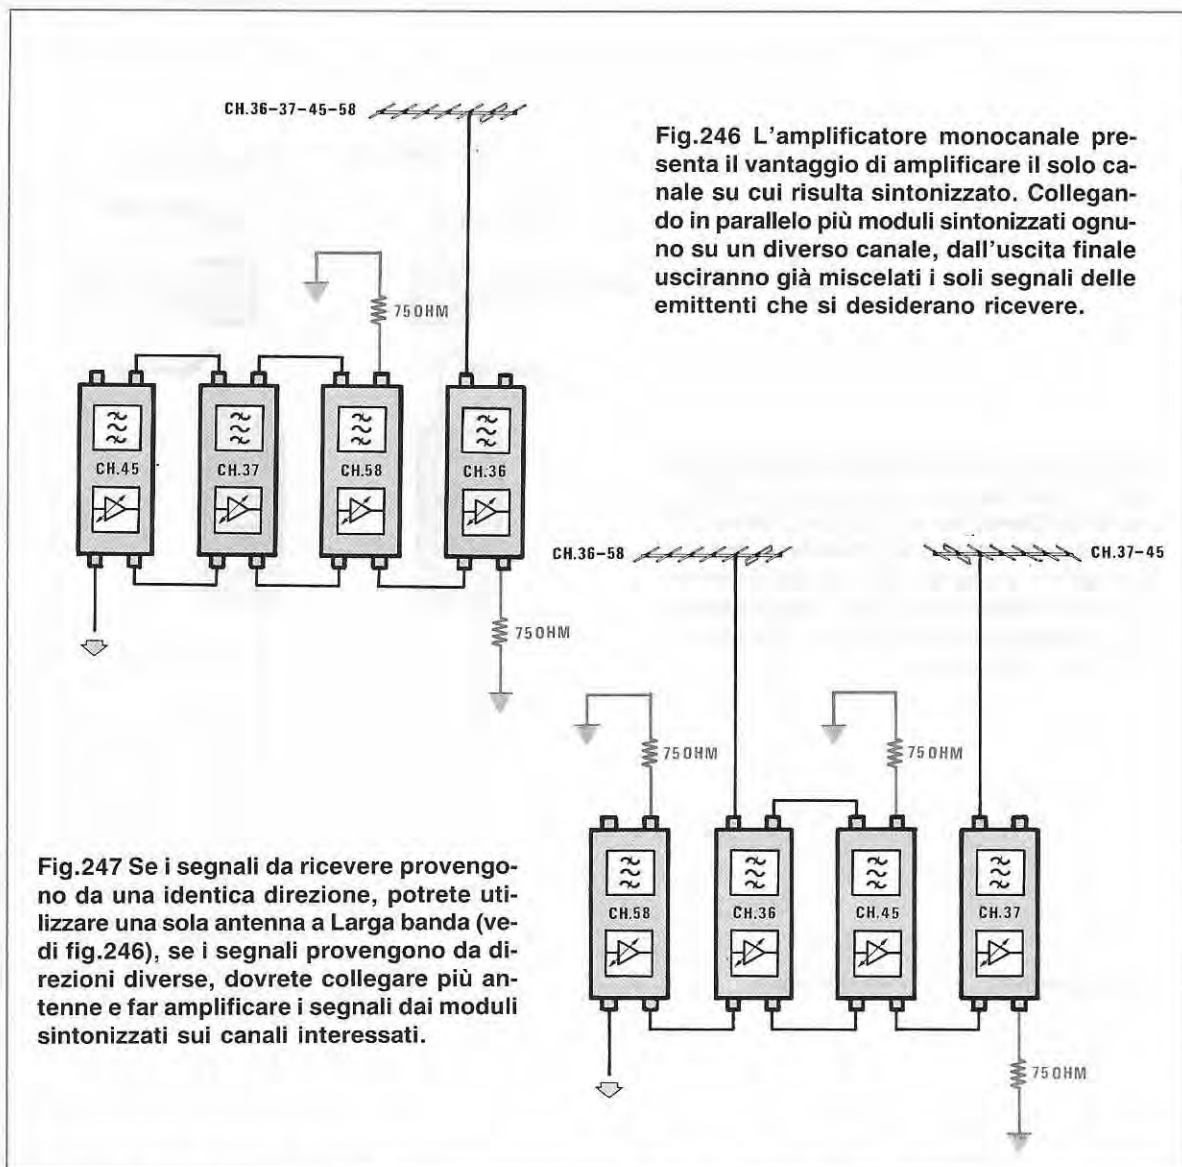 CH.36-37-45-58
Fig.246 L'amplificatore monocanale pre-
senta il vantaggio di amplificare il solo ca-
nale su cui risulta sintonizzato. Collegan-
do in parallelo più moduli sintonizzati ognu-
no su un diverso canale, dall'uscita finale
usciranno già miscelati i soli segnali delle
emittenti che si desiderano ricevere.
75 OHM
CH.45
CH.37
CH.58
CH.36
75 OHM
CH.36-58
CH.37-45
75 OHM
75 OHM
CH.58
CH.36
CH.45
CH.37
75 OHM
Fig.247 Se i segnali da ricevere provengo-
no da una identica direzione, potrete uti-
lizzare una sola antenna a Larga banda (ve-
di fig.246), se i segnali provengono da di-
rezioni diverse, dovrete collegare più an-
tenne e far amplificare i segnali dai moduli
sintonizzati sui canali interessati.